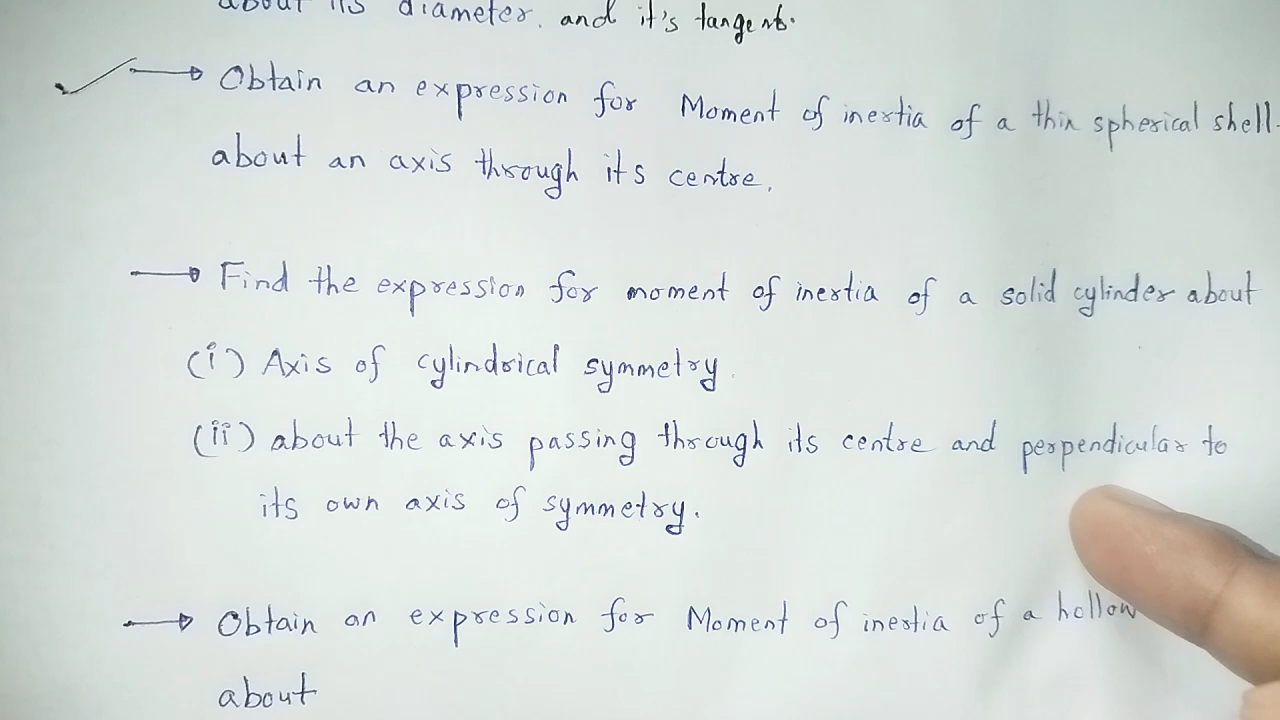 about its diameter. and it's tangent.
→ Obtain an expression for Moment of inertia of a thin spherical shell.
about an axis through its centre.
→ Find the expression for moment of inertia of a solid cylinder about
(i) Axis of cylindrical symmetry.
(ii) about the axis passing through its centre and perpendicular to
its own axis of symmetry.
→ Obtain an expression for Moment of inertia of a hollow
about